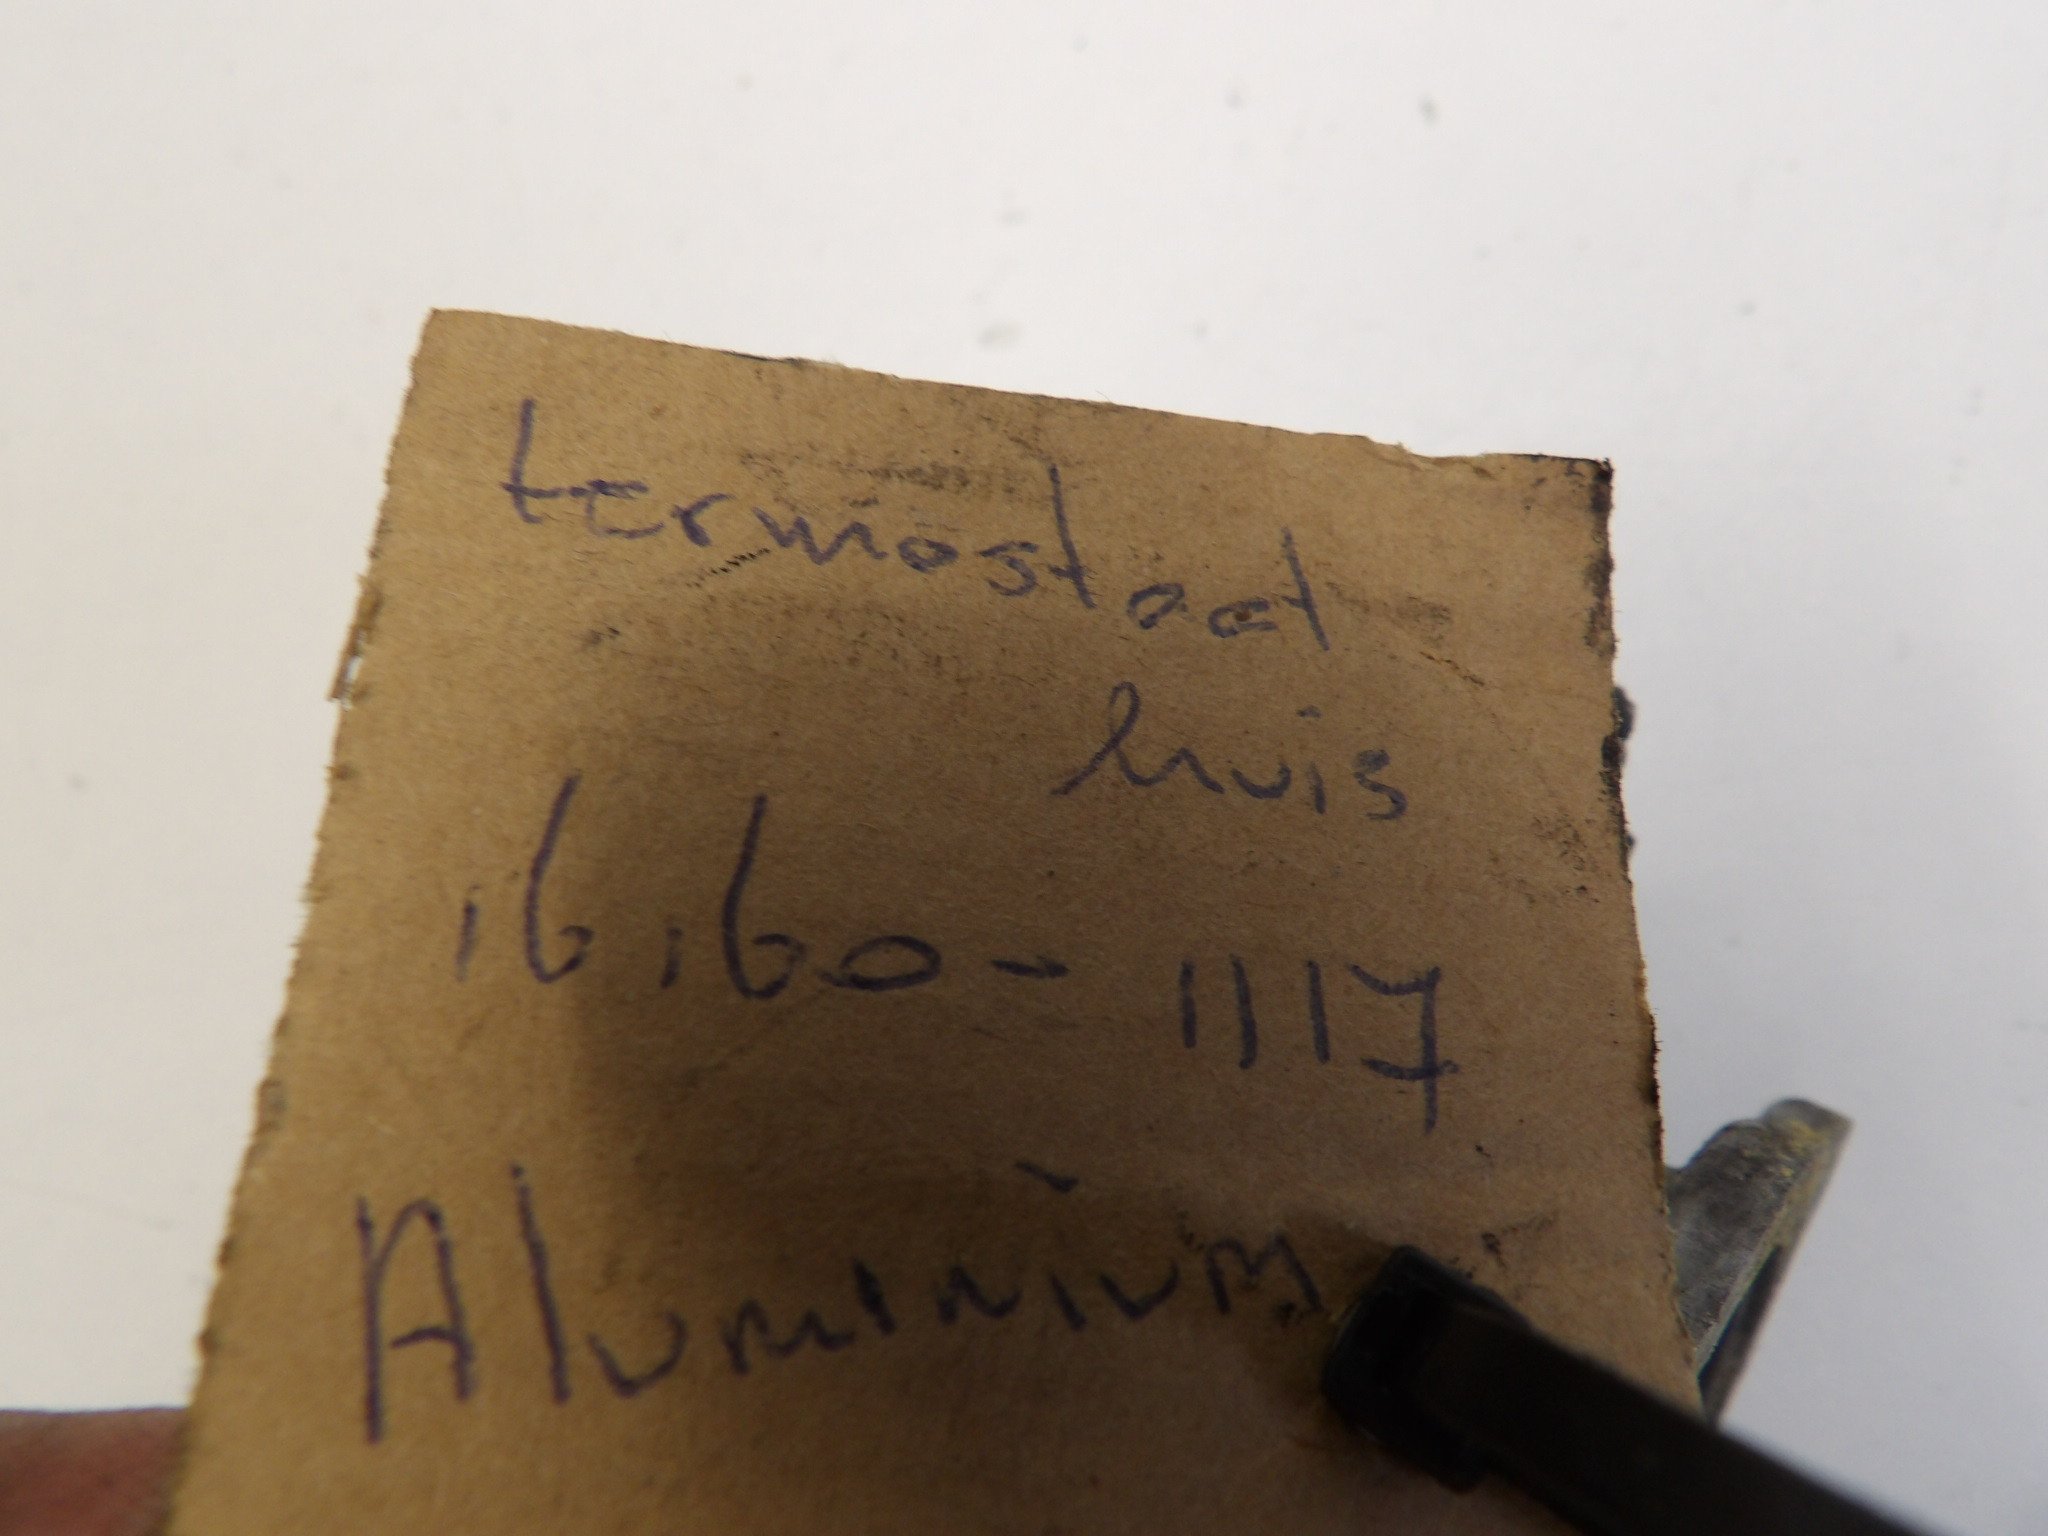 termostaat
huis
16160-1117
Aluminium